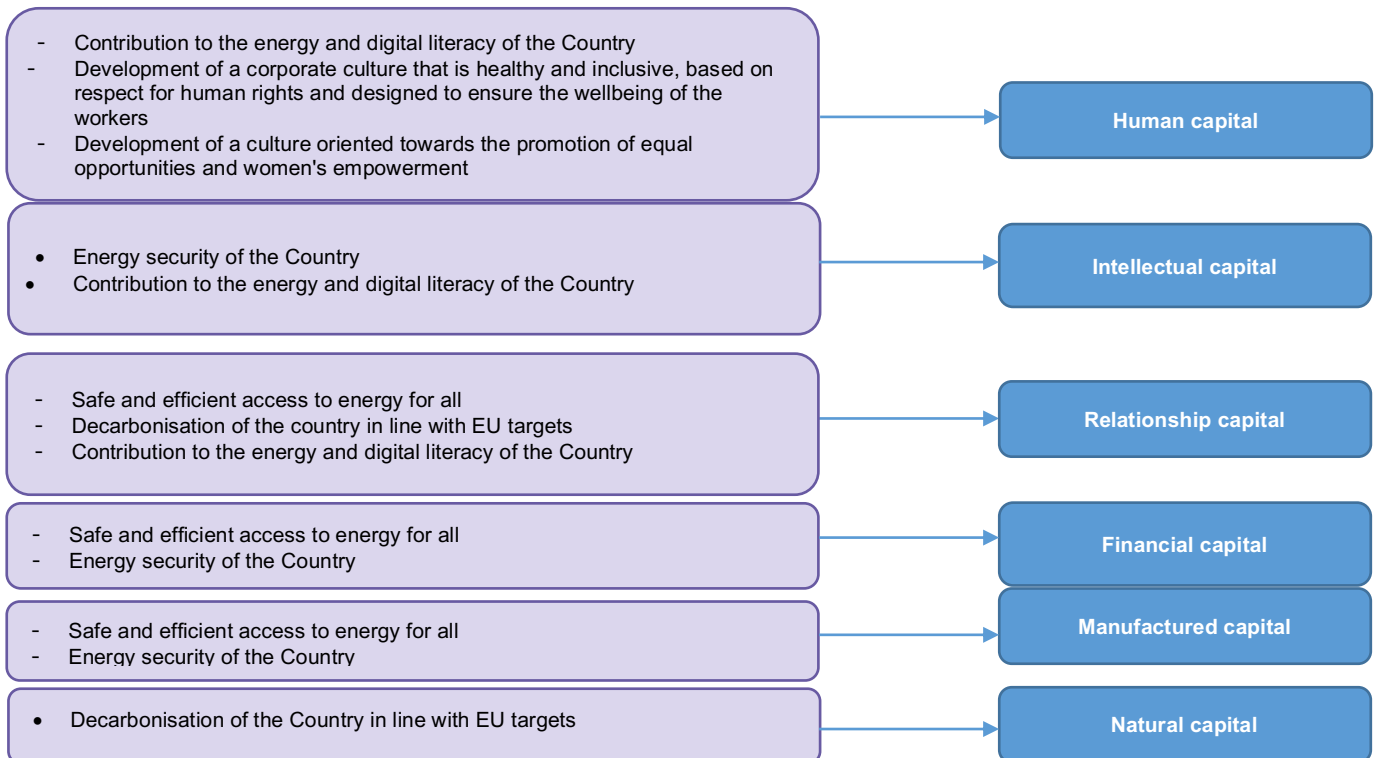 - Contribution to the energy and digital literacy of the Country
- Development of a corporate culture that is healthy and inclusive, based on
respect for human rights and designed to ensure the wellbeing of the
workers
- Development of a culture oriented towards the promotion of equal
opportunities and women's empowerment
Human capital
• Energy security of the Country
• Contribution to the energy and digital literacy of the Country
Intellectual capital
- Safe and efficient access to energy for all
- Decarbonisation of the country in line with EU targets
- Contribution to the energy and digital literacy of the Country
Relationship capital
- Safe and efficient access to energy for all
- Energy security of the Country
Financial capital
- Safe and efficient access to energy for all
- Energy security of the Country
Manufactured capital
• Decarbonisation of the Country in line with EU targets
Natural capital